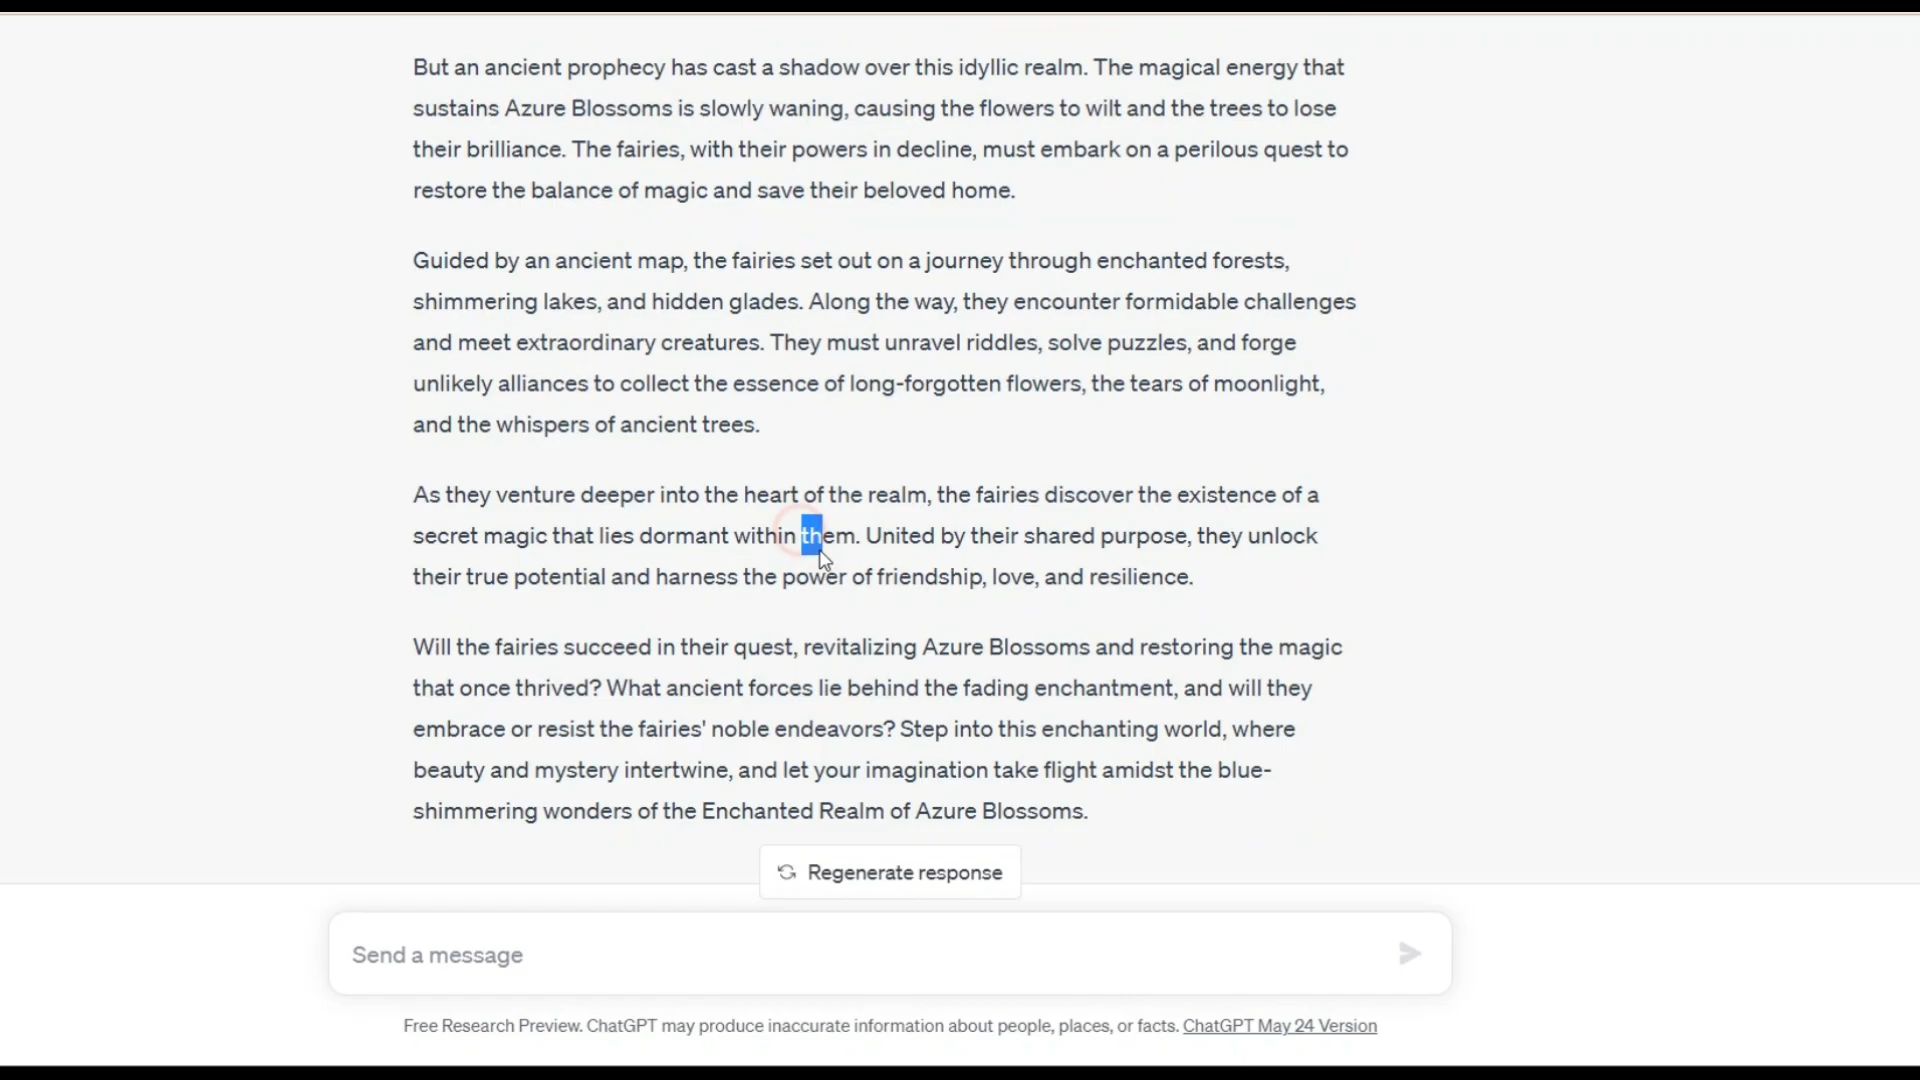 But an ancient prophecy has cast a shadow over this idyllic realm. The magical energy that
sustains Azure Blossoms is slowly waning, causing the flowers to wilt and the trees to lose
their brilliance. The fairies, with their powers in decline, must embark on a perilous quest to
restore the balance of magic and save their beloved home.
Guided by an ancient map, the fairies set out on a journey through enchanted forests,
shimmering lakes, and hidden glades. Along the way, they encounter formidable challenges
and meet extraordinary creatures. They must unravel riddles, solve puzzles, and forge
unlikely alliances to collect the essence of long-forgotten flowers, the tears of moonlight,
and the whispers of ancient trees.
As they venture deeper into the heart of the realm, the fairies discover the existence of a
secret magic that lies dormant within them. United by their shared purpose, they unlock
their true potential and harness the power of friendship, love, and resilience.
Will the fairies succeed in their quest, revitalizing Azure Blossoms and restoring the magic
that once thrived? What ancient forces lie behind the fading enchantment, and will they
embrace or resist the fairies' noble endeavors? Step into this enchanting world, where
beauty and mystery intertwine, and let your imagination take flight amidst the blue-
shimmering wonders of the Enchanted Realm of Azure Blossoms.
Regenerate response
Send a message
Free Research Preview. ChatGPT may produce inaccurate information about people, places, or facts. ChatGPT May 24 Version